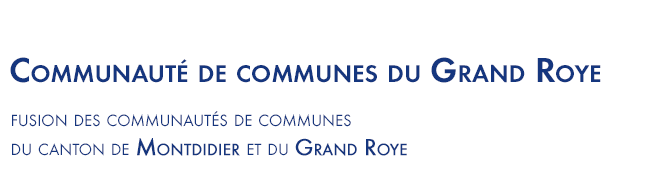 Communauté de communes du Grand Roye
fusion des communautés de communes
du canton de Montdidier et du Grand Roye